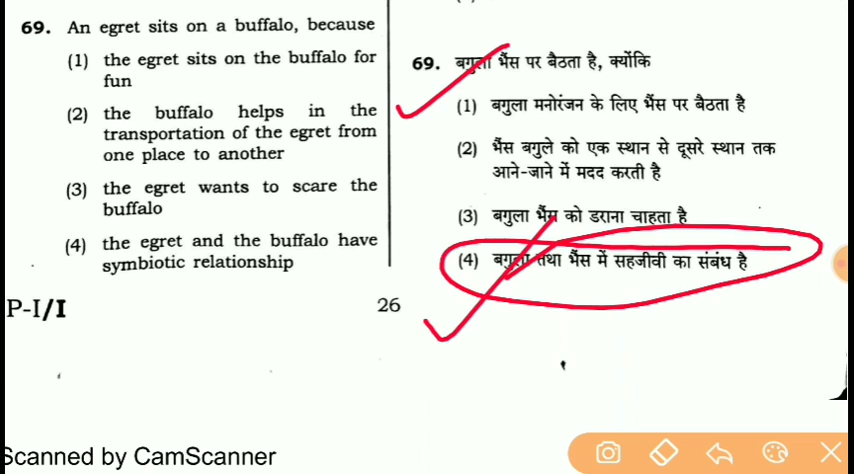 69. An egret sits on a buffalo, because
(1) the egret sits on the buffalo for
fun
(2) the buffalo helps in the
transportation of the egret from
one place to another
(3) the egret wants to scare the
buffalo
(4) the egret and the buffalo have
symbiotic relationship
69. बगुला भैंस पर बैठता है, क्योंकि
(1) बगुला मनोरंजन के लिए भैंस पर बैठता है
(2) भैंस बगुले को एक स्थान से दूसरे स्थान तक
आने-जाने में मदद करती है
(3) बगुला भैंस को डराना चाहता है
(4) बगुला तथा भैंस में सहजीवी का संबंध है
P-I/I
26
Scanned by CamScanner